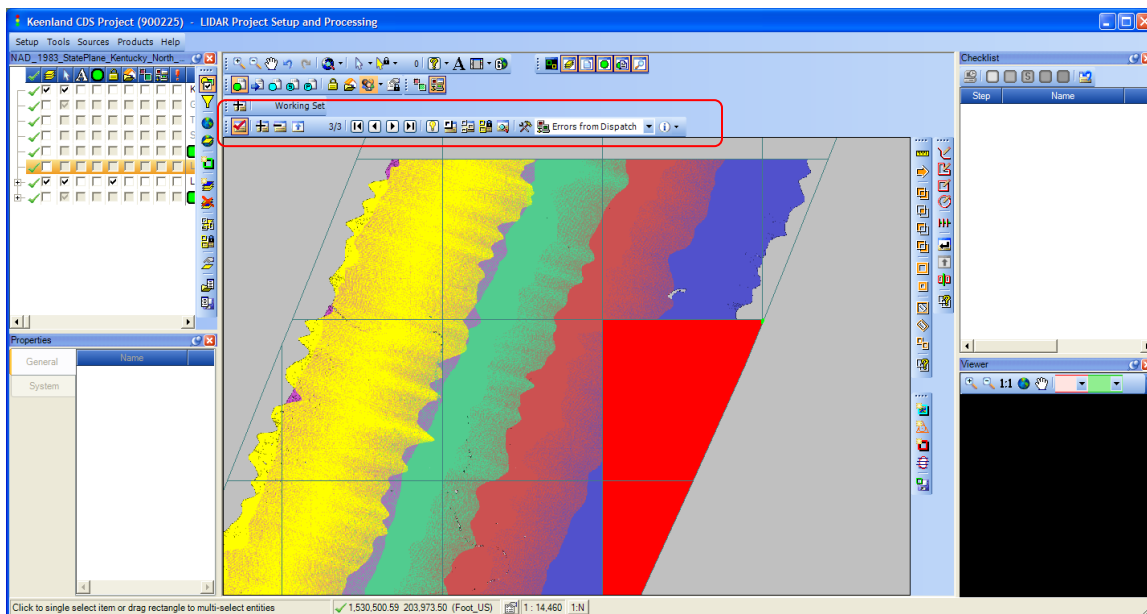 Keenland CDS Project (900225) - LIDAR Project Setup and Processing
Setup Tools Sources Products Help
NAD_1983_StatePlane_Kentucky_North_
K
G
T
S
L
L
0
Working Set
3/3
Errors from Dispatch
Properties
General
System
Name
Checklist
Step Name
Viewer
1:1
Click to single select item or drag rectangle to multi-select entities
1,530,500.59 203,973.50 (Foot_US)
1 : 14,460
1:N